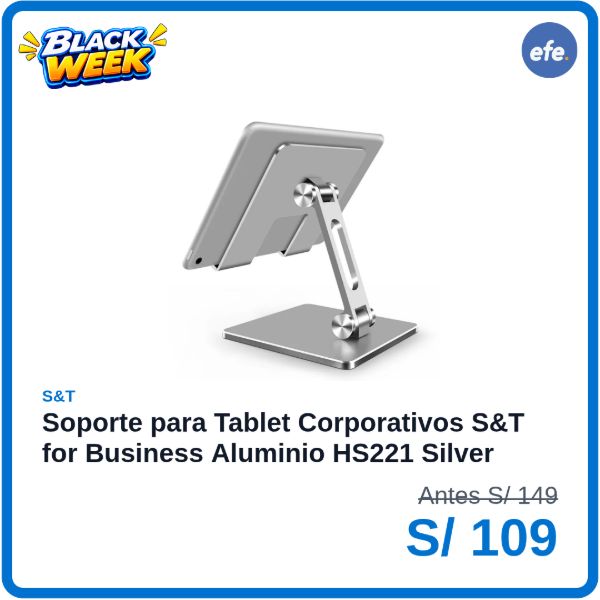 BLACK
WEEK
efe.
S&T
Soporte para Tablet Corporativos S&T
for Business Aluminio HS221 Silver
Antes S/ 149
S/ 109